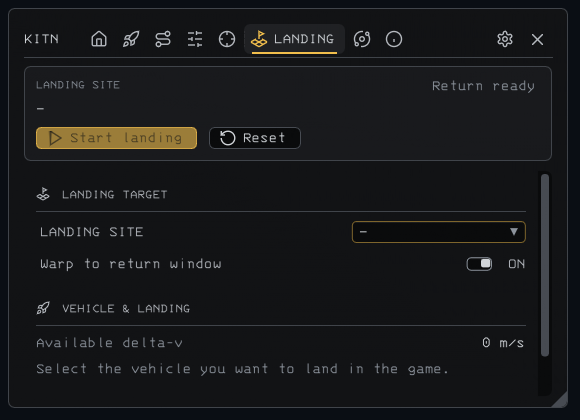 KITN LANDING
LANDING SITE Return ready
–
Start landing Reset
LANDING TARGET
LANDING SITE –
Warp to return window ON
VEHICLE & LANDING
Available delta-v 0 m/s
Select the vehicle you want to land in the game.